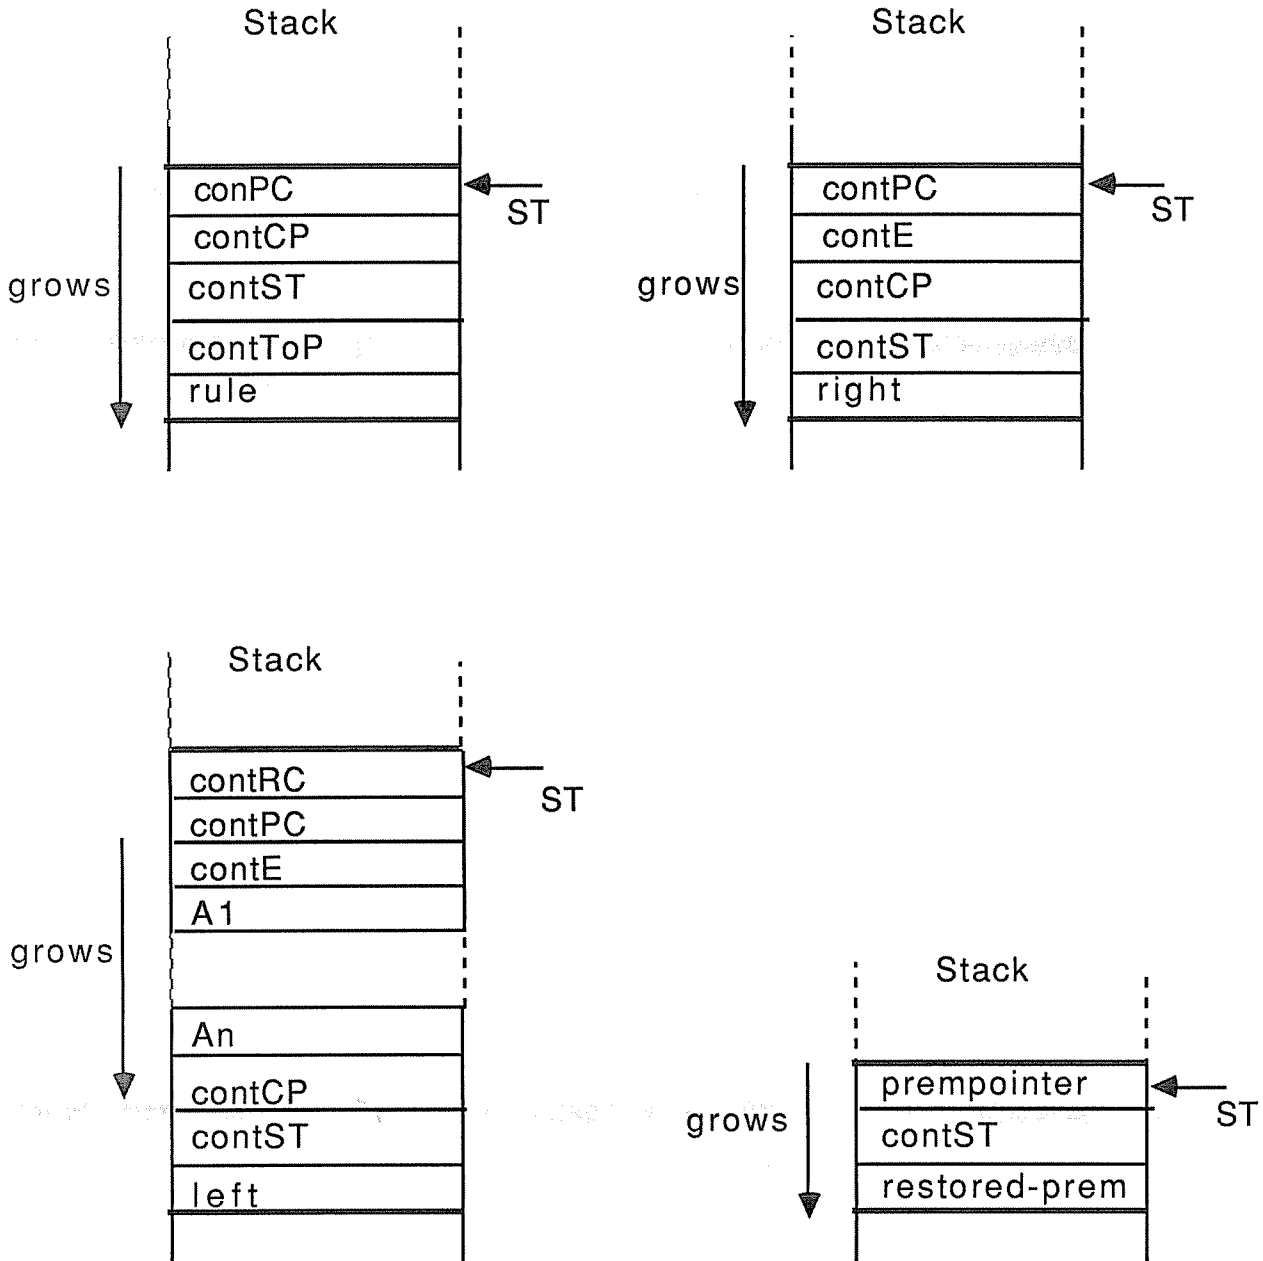 Stack
conPC
ST
contCP
grows
contST
contToP
rule
Stack
contPC
ST
contE
grows
contCP
contST
right
Stack
contRC
ST
contPC
contE
A1
grows
An
contCP
contST
left
Stack
prempointer
ST
grows
contST
restored-prem